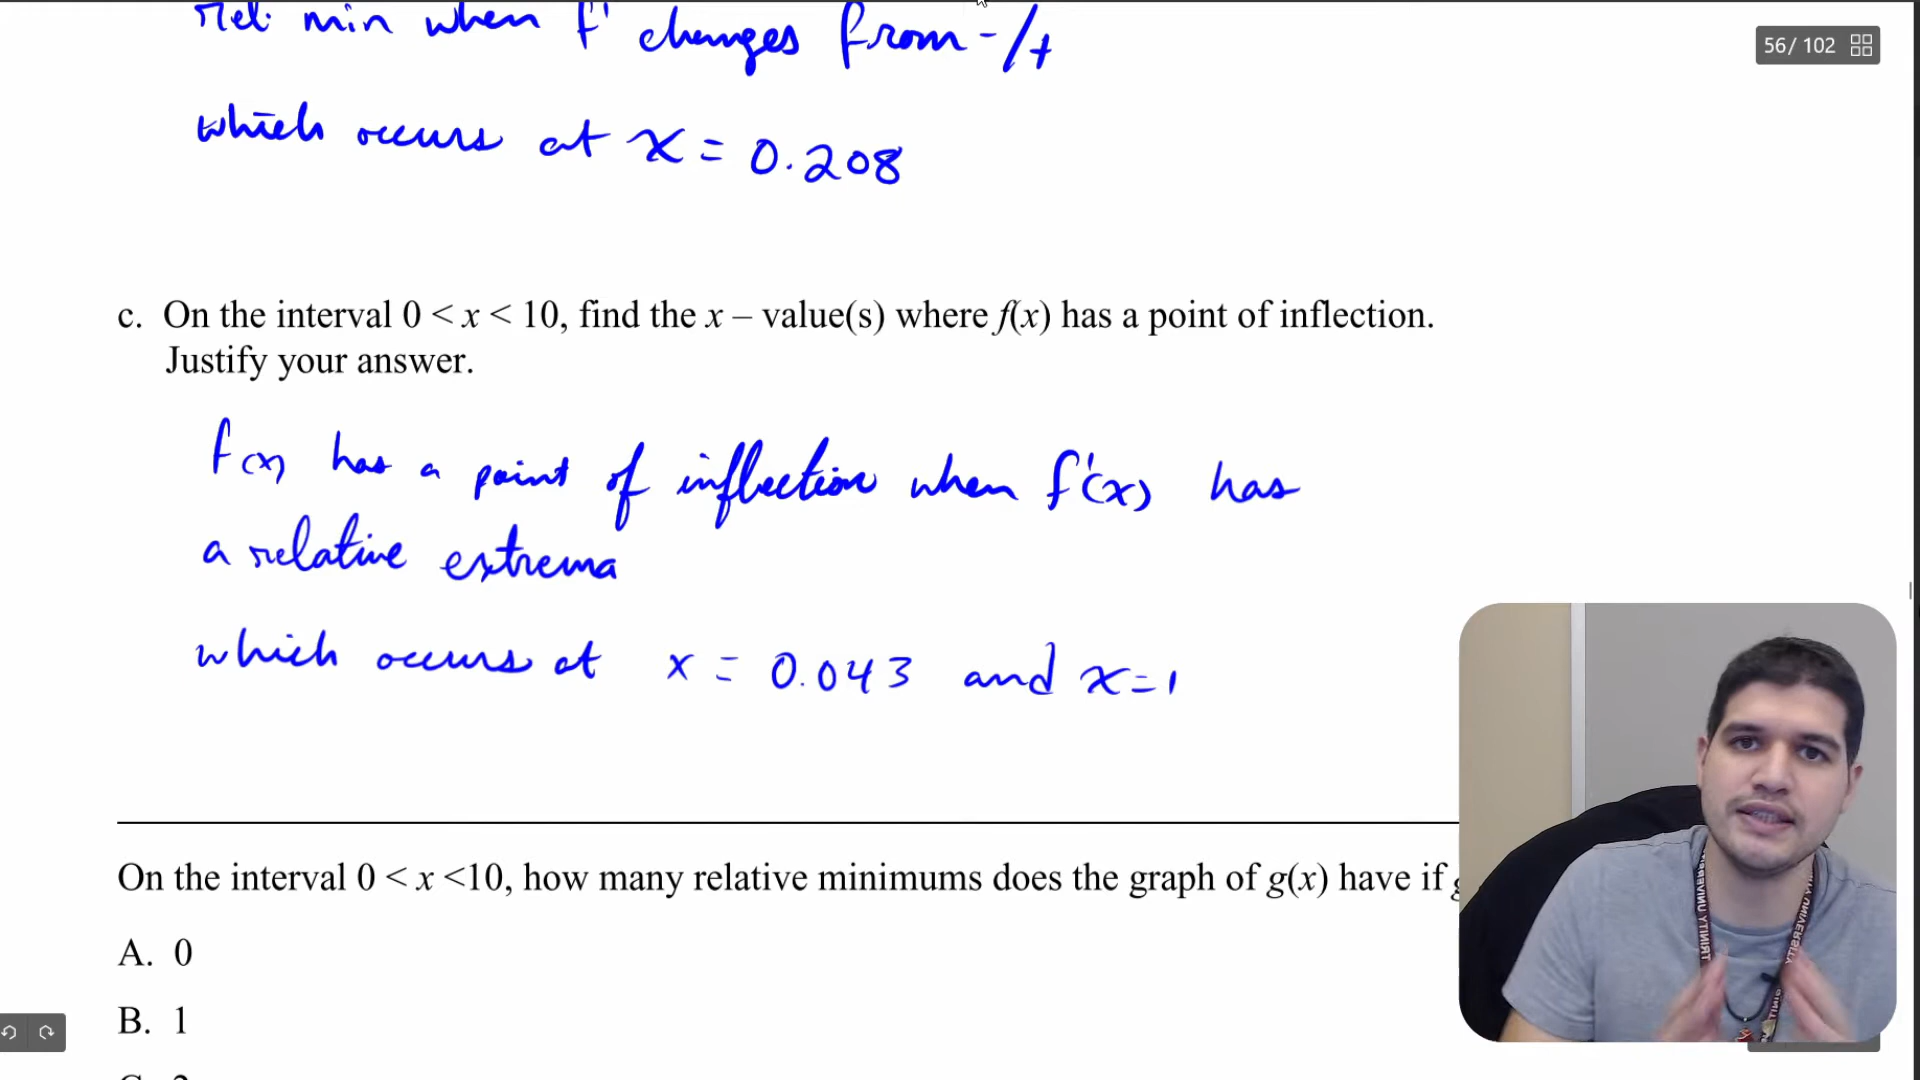 rel. min when f' changes from -/+
56/ 102
which occurs at x = 0.208
c. On the interval 0 < x < 10, find the x – value(s) where f(x) has a point of inflection.
Justify your answer.
f(x) has a point of inflection when f'(x) has
a relative extrema
which occurs at x = 0.043 and x=1
On the interval 0 < x <10, how many relative minimums does the graph of g(x) have if
A. 0
B. 1
TRINITY UNIVERSITY
UNIVERSITY